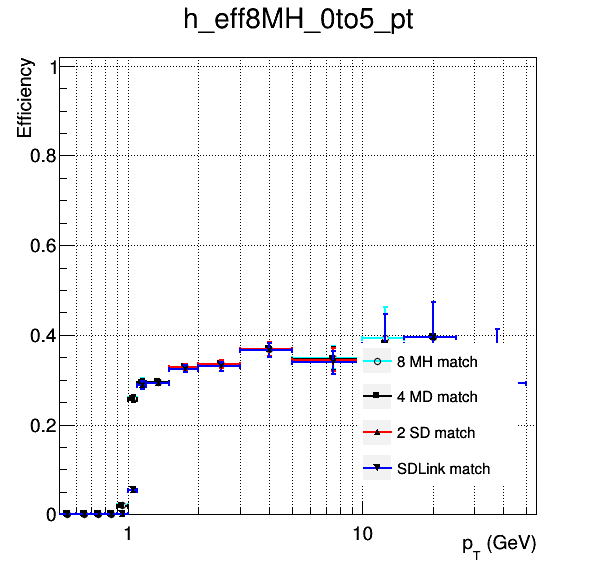 h_eff8MH_0to5_pt
Efficiency
1
0.8
0.6
0.4
0.2
0
8 MH match
4 MD match
2 SD match
SDLink match
1
10
p_T (GeV)